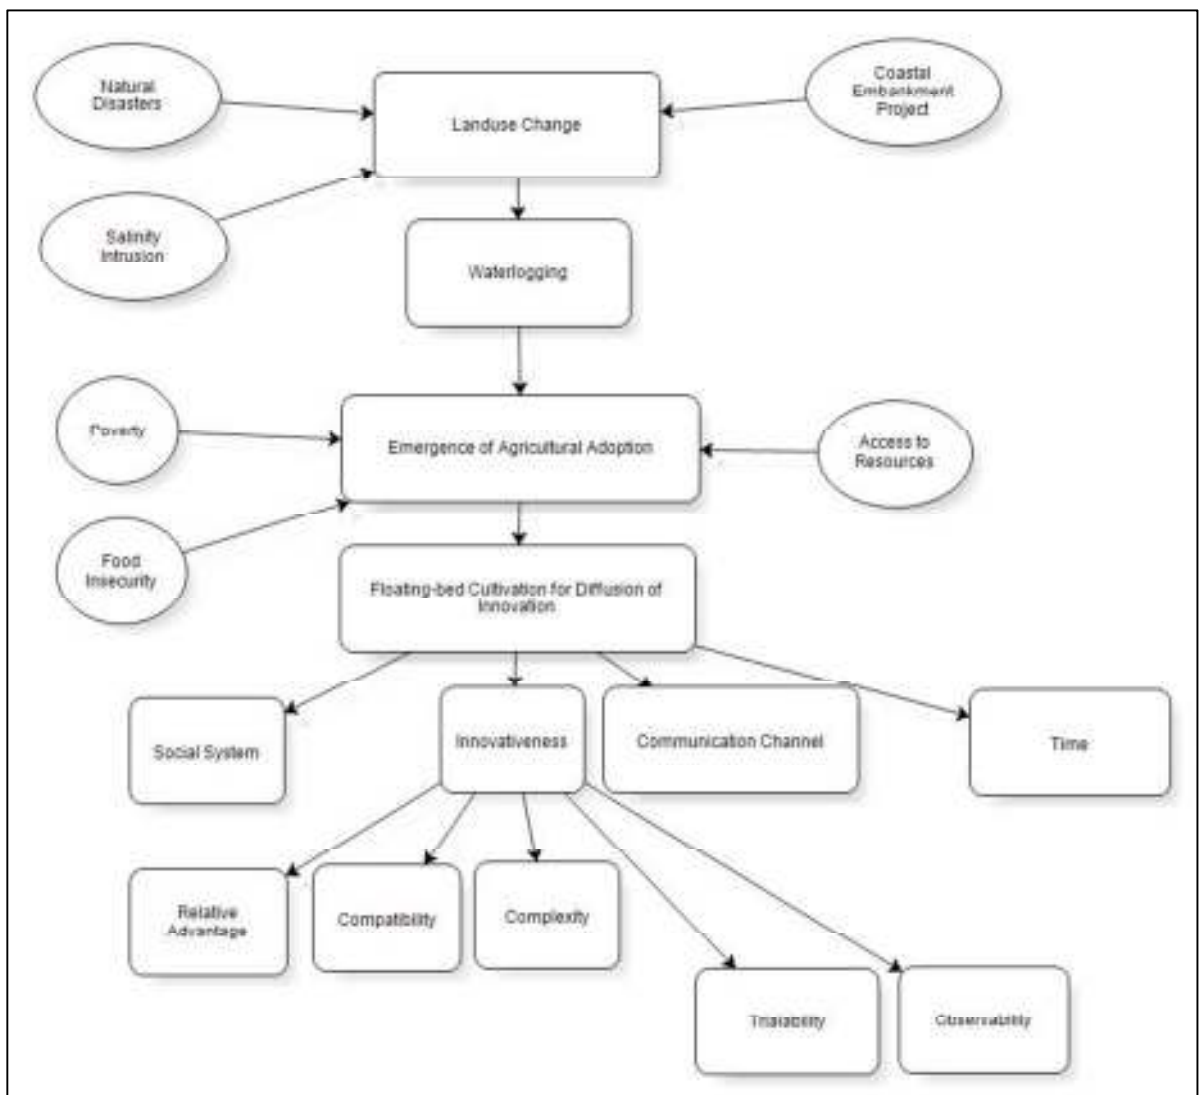 Natural
Disasters
Coastal
Embankment
Project
Landuse Change
Salinity
Intrusion
Waterlogging
Poverty
Emergence of Agricultural Adoption
Access to
Resources
Food
Insecurity
Floating-bed Cultivation for Diffusion of
Innovation
Social System
Innovativeness
Communication Channel
Time
Relative
Advantage
Compatibility
Complexity
Trialability
Observability